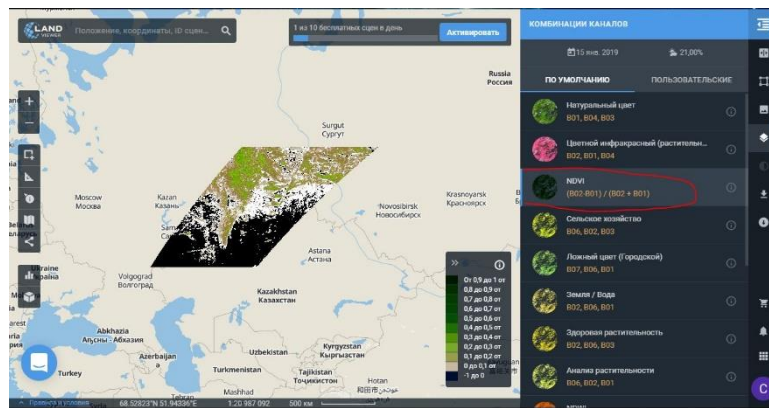 LAND
VIEWER
Положение, координаты, ID сцен...
1 из 10 бесплатных сцен в день
Активировать
КОМБИНАЦИИ КАНАЛОВ
15 янв. 2019
21,00%
ПО УМОЛЧАНИЮ
ПОЛЬЗОВАТЕЛЬСКИЕ
Натуральный цвет
B01, B04, B03
Цветной инфракрасный (раститель...
B02, B01, B04
NDVI
(B02-B01) / (B02 + B01)
Сельское хозяйство
B06, B02, B03
Ложный цвет (Городской)
B07, B06, B01
Земля / Вода
B02, B06, B01
Здоровая растительность
B02, B06, B03
Анализ растительности
B06, B02, B01
Russia
Россия
Surgut
Сургут
Moscow
Москва
Kazan
Казань
Novosibirsk
Новосибирск
Krasnoyarsk
Красноярск
Astana
Астана
Volgograd
Волгоград
Kazakhstan
Казахстан
Abkhazia
Аҧсны - Абхазия
Azerbaijan
Uzbekistan
Kyrgyzstan
Кыргызстан
Turkey
Turkmenistan
Tajikistan
Тоҷикистон
Hotan
Mashhad
Tehran
От 0,9 до 1 от
0,8 до 0,9 от
0,7 до 0,8 от
0,6 до 0,7 от
0,5 до 0,6 от
0,4 до 0,5 от
0,3 до 0,4 от
0,2 до 0,3 от
0,1 до 0,2 от
0 до 0,1 от
-1 до 0
Правила и условия
68.52823°N 51.94336°E
1:20 987 092
500 км
C